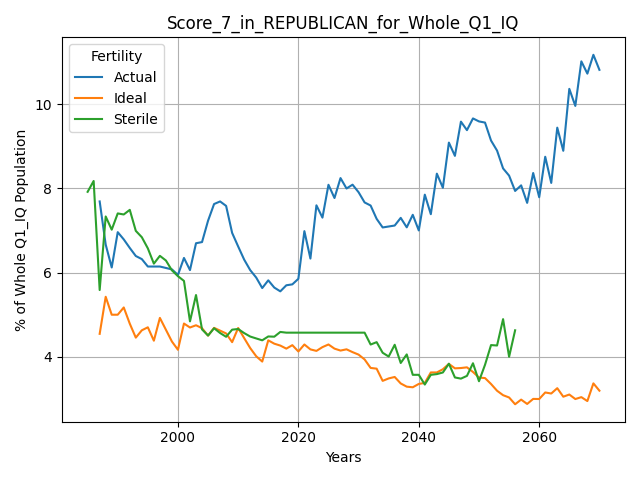 Score_7_in_REPUBLICAN_for_Whole_Q1_IQ
Fertility
Actual
Ideal
Sterile
% of Whole Q1_IQ Population
10
8
6
4
2000
2020
2040
2060
Years